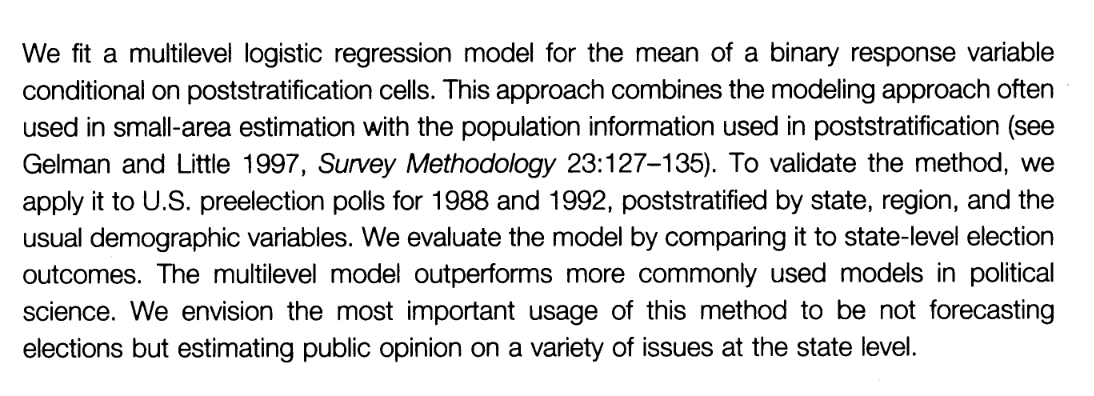 We fit a multilevel logistic regression model for the mean of a binary response variable
conditional on poststratification cells. This approach combines the modeling approach often
used in small-area estimation with the population information used in poststratification (see
Gelman and Little 1997, Survey Methodology 23:127–135). To validate the method, we
apply it to U.S. preelection polls for 1988 and 1992, poststratified by state, region, and the
usual demographic variables. We evaluate the model by comparing it to state-level election
outcomes. The multilevel model outperforms more commonly used models in political
science. We envision the most important usage of this method to be not forecasting
elections but estimating public opinion on a variety of issues at the state level.